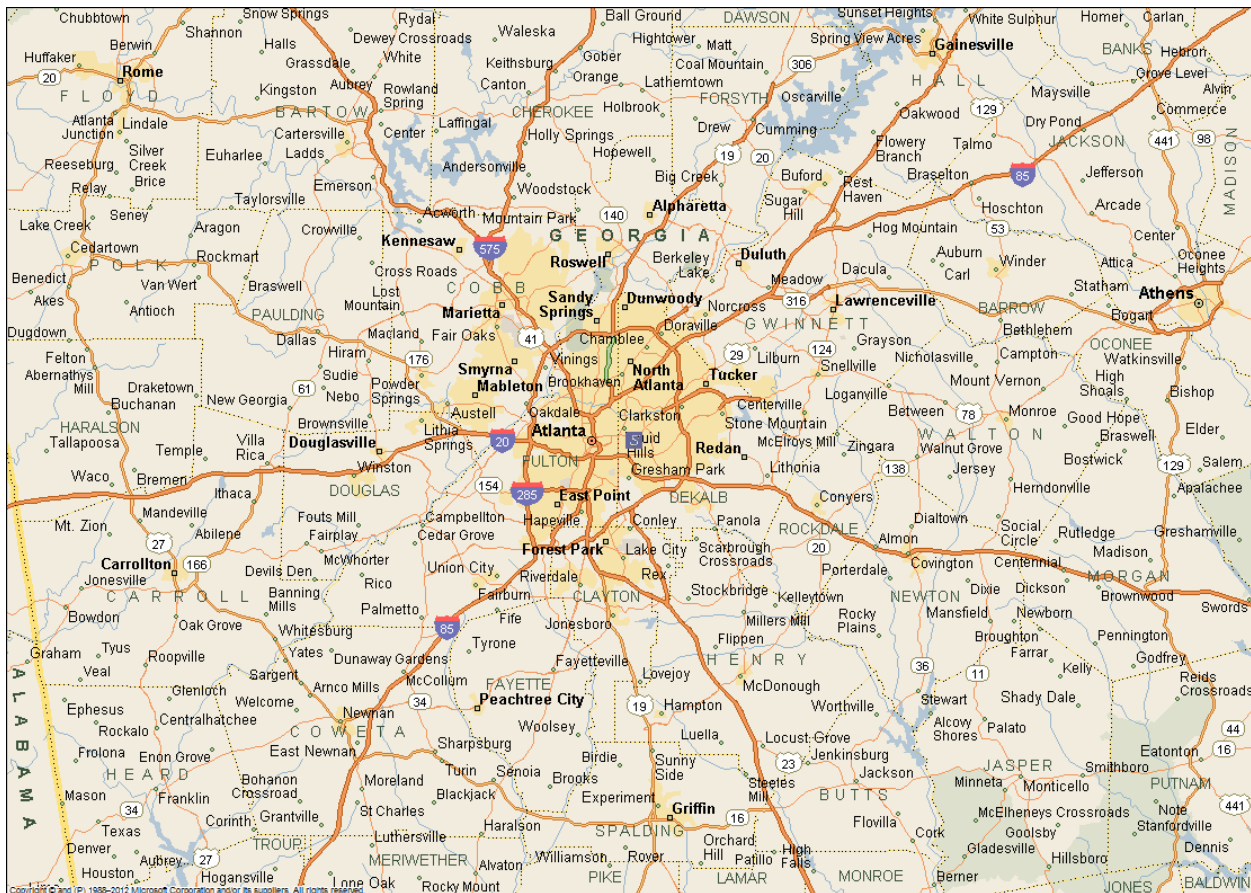 Chubbtown
Snow Springs
Rydal
Waleska
Ball Ground
DAWSON
Sunset Heights
White Sulphur
Homer
Carlan
Shannon
Dewey Crossroads
Hightower
Matt
Spring View Acres
Gainesville
BANKS
Hebron
Berwin
Halls
White
Gober
Coal Mountain
306
Huffaker
Grassdale
Keithsburg
Lathemtown
HALL
Grove Level
20
Rome
Aubrey
Canton
Orange
Oscarville
Maysville
Alvin
FLOYD
Kingston
Rowland
Spring
CHEROKEE
Holbrook
FORSYTH
Oakwood
129
Commerce
Atlanta
Junction
Lindale
BARTOW
Cartersville
Center
Laffingal
Holly Springs
Drew
Cumming
Dry Pond
JACKSON
441
98
Silver
Creek
Brice
Euharlee
Ladds
Hopewell
19
20
Flowery
Branch
Talmo
MADISON
Reeseburg
Andersonville
Big Creek
Buford
Rest
Haven
Braselton
85
Jefferson
Relay
Taylorsville
Emerson
Woodstock
Sugar
Hill
Hoschton
Arcade
Seney
Acworth
Mountain Park
140
Alpharetta
Lake Creek
Aragon
Crowville
GEORGIA
Hog Mountain
53
Center
Cedartown
Rockmart
Kennesaw
575
Roswell
Berkeley
Lake
Duluth
Auburn
Winder
Attica
Oconee
Heights
Benedict
POLK
Van Wert
Braswell
Cross Roads
COBB
Meadow
Dacula
Carl
Statham
Akes
Antioch
Lost
Mountain
Marietta
Sandy
Springs
Dunwoody
Norcross
316
Lawrenceville
BARROW
Athens
Dugdown
PAULDING
Macland
Fair Oaks
Doraville
GWINNETT
Bethlehem
Bogart
Felton
Dallas
Hiram
176
41
Chamblee
29
Lilburn
124
Grayson
Nicholasville
Campton
OCONEE
Watkinsville
Abernathys
Mill
Draketown
Sudie
Smyrna
Vinings
North
Atlanta
Tucker
Snellville
High
Shoals
Buchanan
New Georgia
61
Nebo
Powder
Springs
Mableton
Brookhaven
Mount Vernon
Bishop
HARALSON
Brownsville
Austell
Oakdale
Clarkston
Centerville
Loganville
Between
78
Monroe
Good Hope
Tallapoosa
Temple
Villa
Rica
Douglasville
Lithia
Springs
20
Atlanta
Stone Mountain
WALTON
Braswell
Elder
Waco
Bremen
Winston
FULTON
Hills
Redan
McElroys Mill
Zingara
Walnut Grove
Bostwick
129
Salem
Ithaca
DOUGLAS
154
285
Gresham Park
Lithonia
138
Jersey
Mandeville
East Point
DEKALB
Conyers
Herndonville
Apalachee
Mt. Zion
Abilene
Fouts Mill
Campbellton
Hapeville
Conley
Panola
ROCKDALE
Dialtown
Social
Circle
Rutledge
Greshamville
27
Fairplay
Cedar Grove
Forest Park
Lake City
Scarbrough
Crossroads
20
Almon
Madison
Carrollton
166
McWhorter
Union City
Riverdale
Rex
Porterdale
Covington
Centennial
MORGAN
Jonesville
Devils Den
Rico
Fairburn
CLAYTON
Stockbridge
Kelleytown
NEWTON
Dixie
Dickson
Brownwood
CARROLL
Banning
Mills
Palmetto
Fife
Jonesboro
Millers Mill
Rocky
Plains
Mansfield
Newborn
Swords
Bowdon
Oak Grove
Whitesburg
85
Tyrone
Flippen
Broughton
Pennington
Graham
Tyus
Yates
Dunaway Gardens
Fayetteville
HENRY
36
Farrar
Godfrey
Veal
Roopville
Sargent
McCollum
FAYETTE
Lovejoy
McDonough
11
Kelly
Reids
Crossroads
ALABAMA
Glenloch
Welcome
Arnco Mills
34
Peachtree City
19
Hampton
Worthville
Stewart
Shady Dale
Ephesus
Centralhatchee
Newnan
Woolsey
Alcovy
Shores
Palato
44
Rockalo
COWETA
Luella
Locust Grove
16
Frolona
Enon Grove
East Newnan
Sharpsburg
Birdie
Sunny
Side
23
Jenkinsburg
JASPER
Eatonton
HEARD
Bohanon
Crossroad
Moreland
Turin
Senoia
Brooks
Steeles
Mill
Jackson
Minneta
Monticello
Smithboro
PUTNAM
Mason
34
Franklin
Grantville
St Charles
Blackjack
Experiment
Griffin
BUTTS
McElheneys Crossroads
Note
441
Texas
Corinth
Luthersville
Haralson
SPALDING
16
Flovilla
Cork
Goolsby
Stanfordville
Denver
TROUP
Orchard
Hill
Gladesville
Dennis
Aubrey
27
MERIWETHER
Alvaton
Williamson
Rover
Patillo
High
Falls
Hillsboro
Houston
Hogansville
Lone Oak
Rocky Mount
PIKE
LAMAR
MONROE
Berner
JONES
BALDWIN
Copyright © and (P) 1988–2012 Microsoft Corporation and/or its suppliers. All rights reserved.